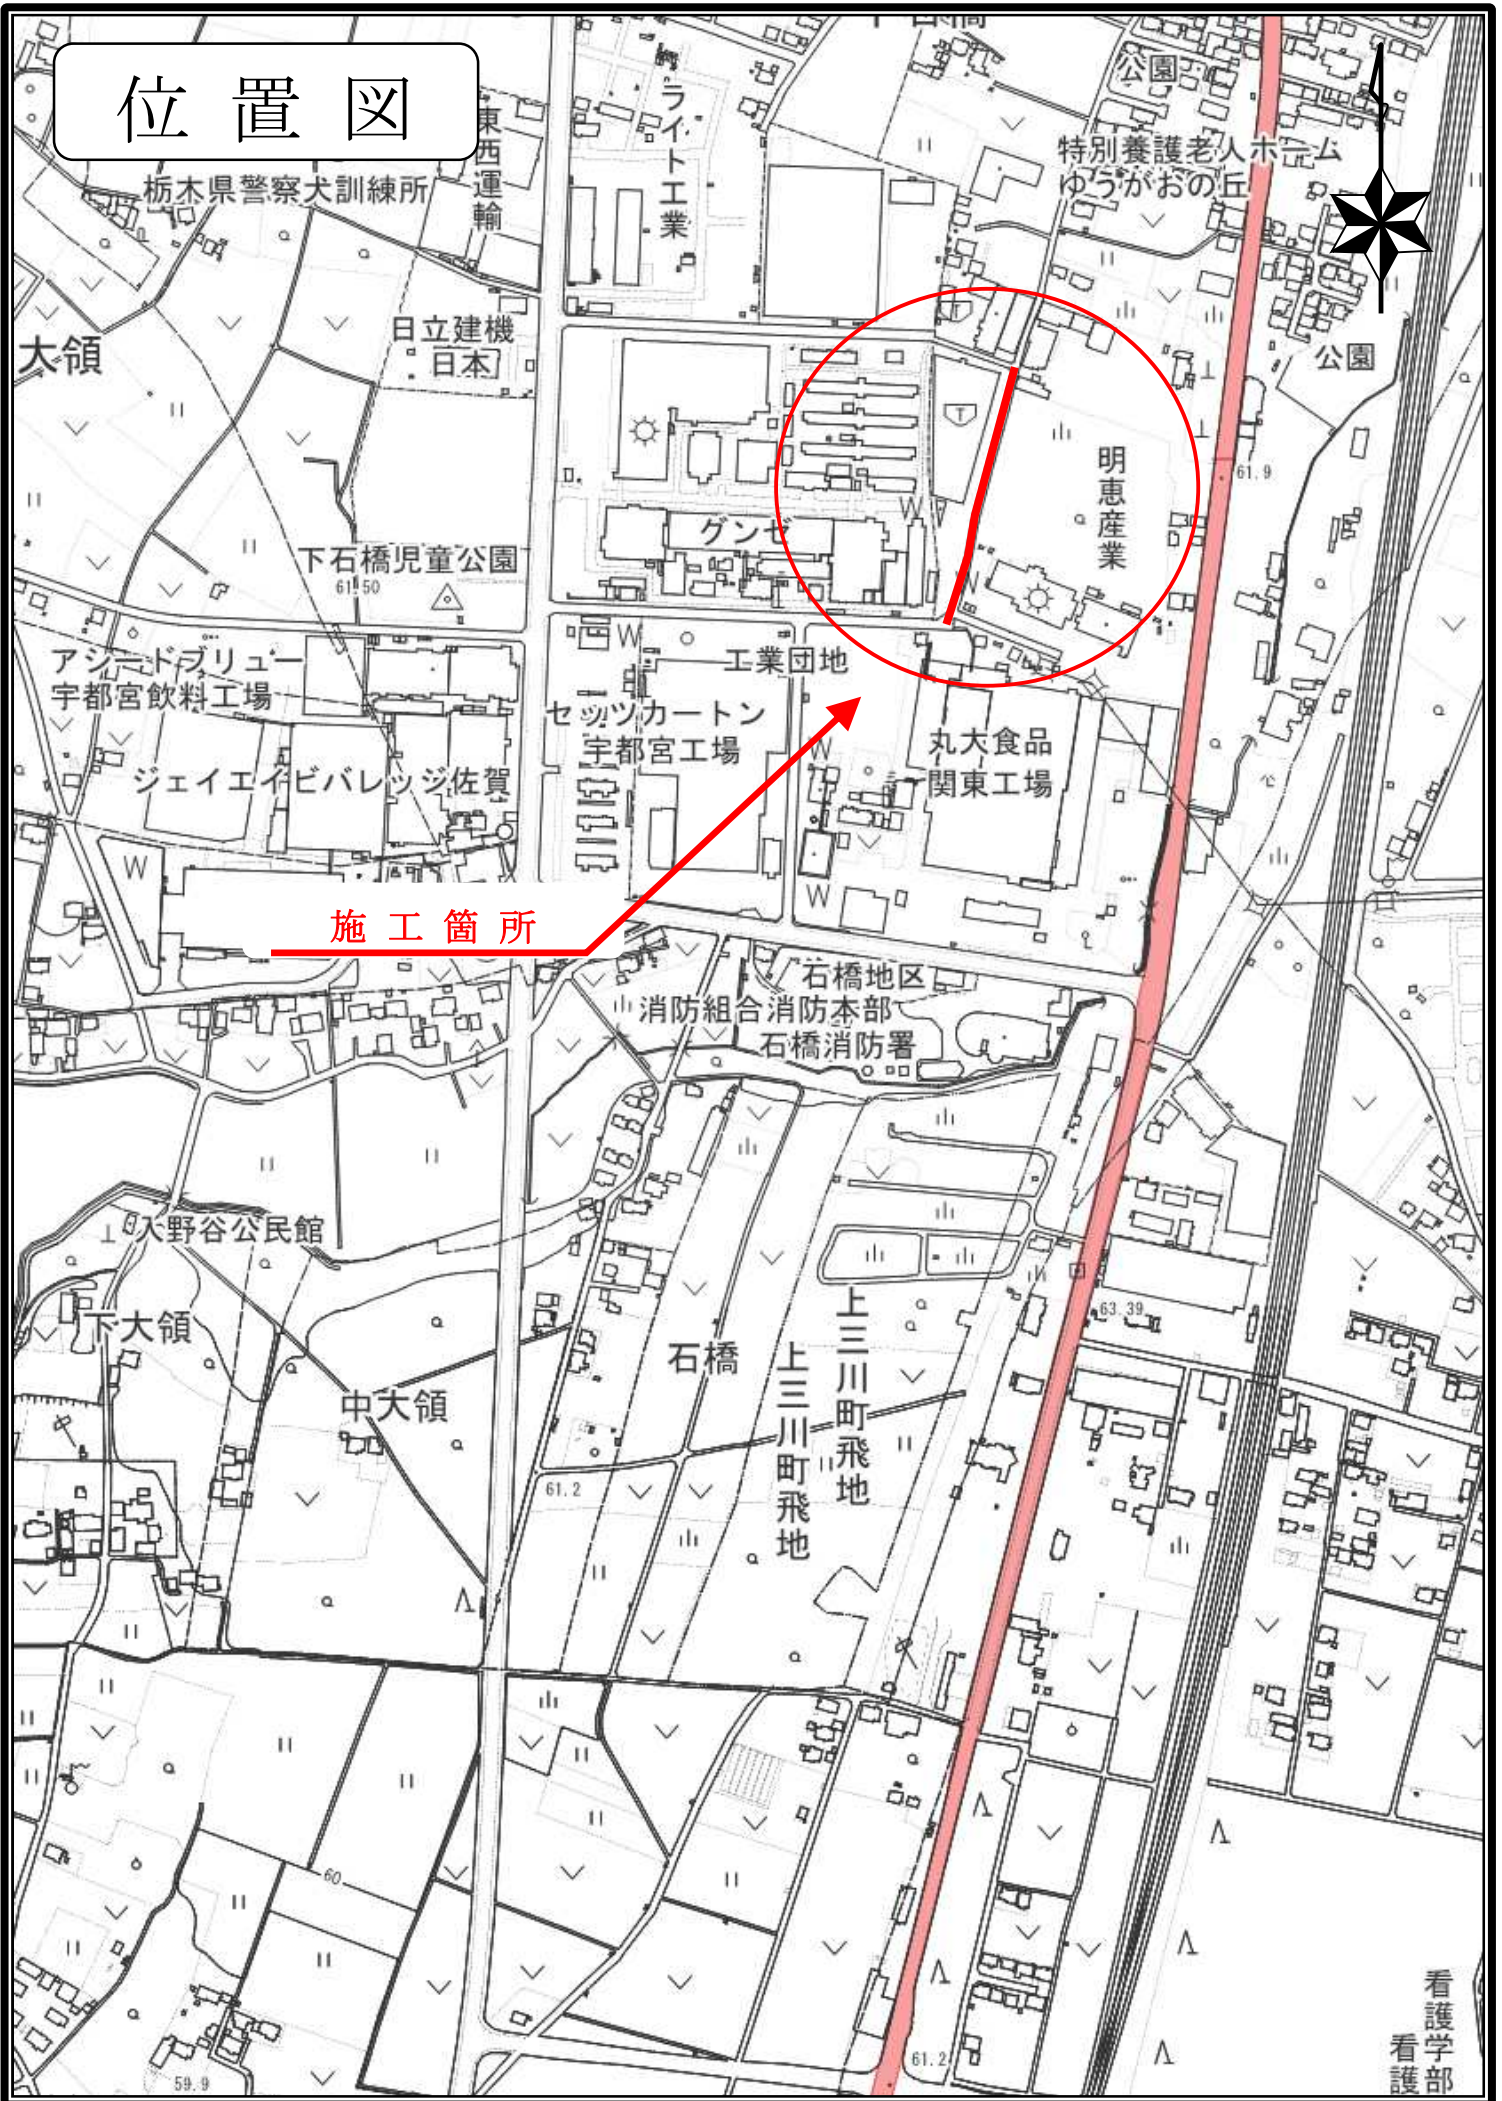 位置図
公園
東西運輸
ライト工業
特別養護老人ホーム
ゆうがおの丘
栃木県警察犬訓練所
日立建機
日本
大領
公園
T
T
明恵産業
61.9
W
グンゼ
下石橋児童公園
61.50
W
W
工業団地
アシードブリュー
宇都宮飲料工場
セッツカートン
宇都宮工場
丸大食品
関東工場
W
ジェイエイビバレッジ佐賀
W
W
施工箇所
石橋地区
消防組合消防本部
石橋消防署
入野谷公民館
下大領
63.39
上三川町飛地
石橋
上三川町飛地
中大領
61.2
60
看護学部
看護
61.2
59.9